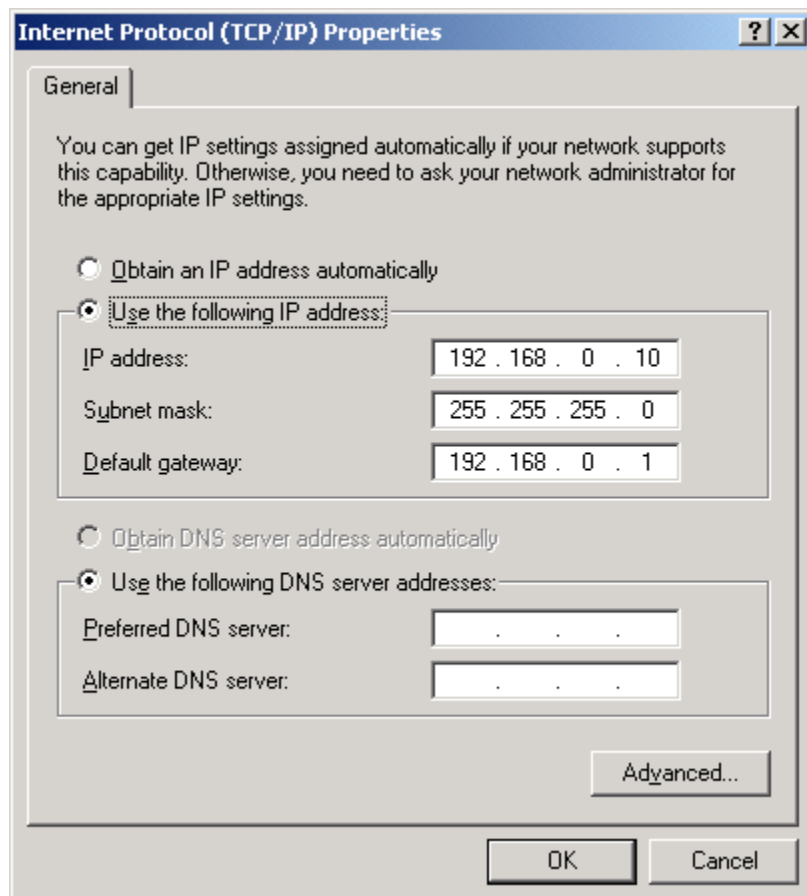 Internet Protocol (TCP/IP) Properties
General
You can get IP settings assigned automatically if your network supports
this capability. Otherwise, you need to ask your network administrator for
the appropriate IP settings.
Obtain an IP address automatically
Use the following IP address:
IP address: 192 . 168 . 0 . 10
Subnet mask: 255 . 255 . 255 . 0
Default gateway: 192 . 168 . 0 . 1
Obtain DNS server address automatically
Use the following DNS server addresses:
Preferred DNS server: . . .
Alternate DNS server: . . .
Advanced...
OK Cancel